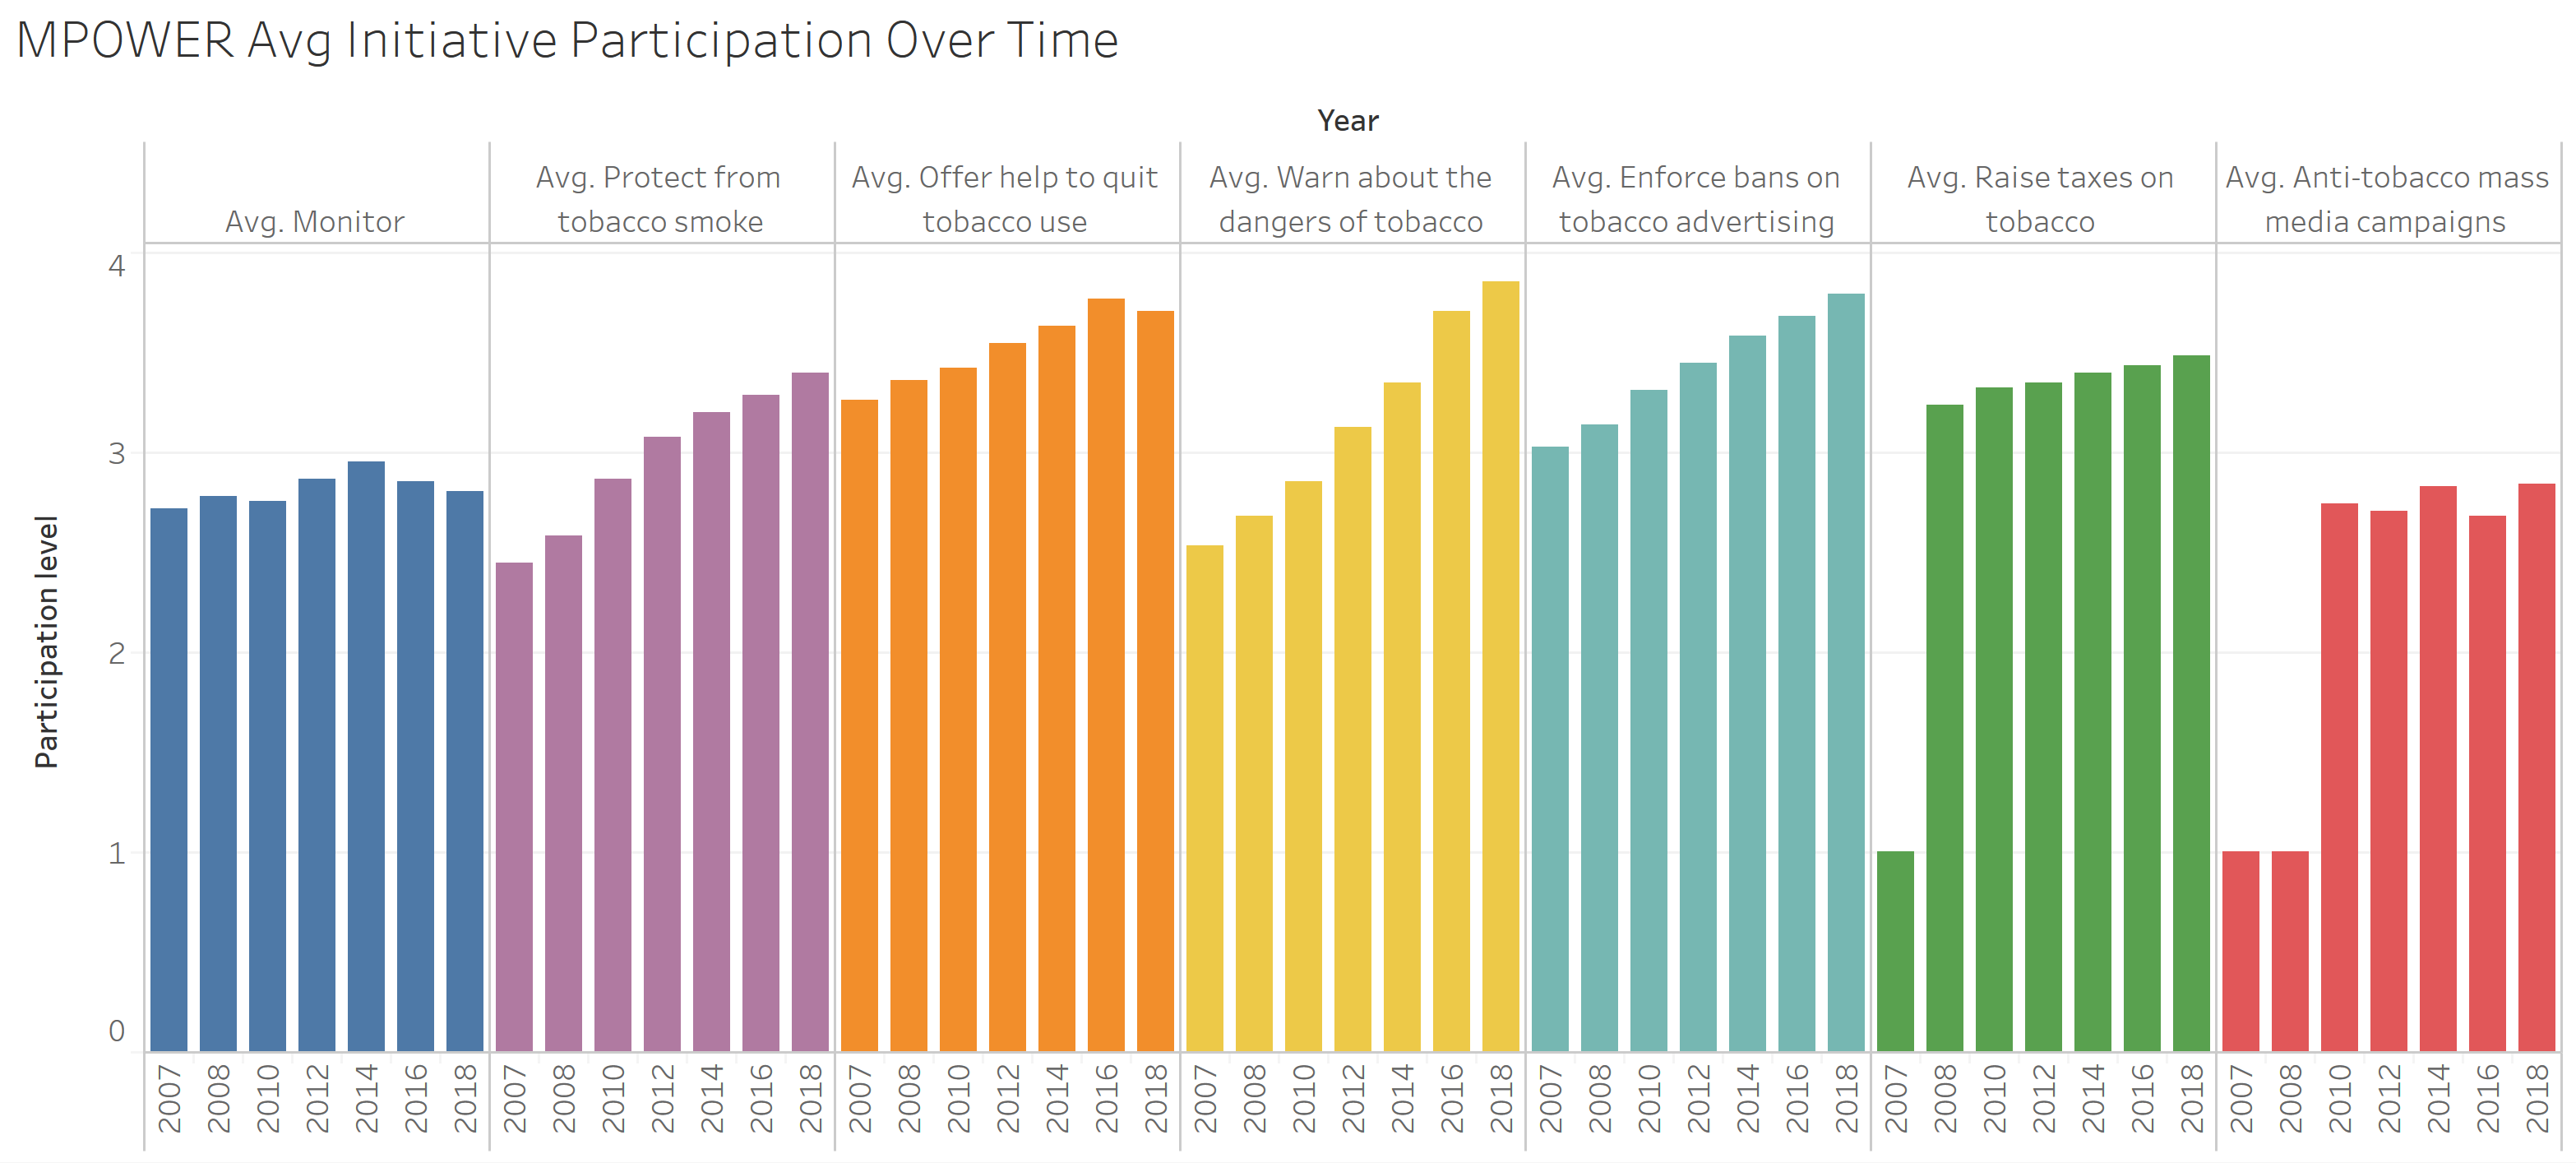 MPOWER Avg Initiative Participation Over Time
Year
Avg. Monitor
Avg. Protect from
tobacco smoke
Avg. Offer help to quit
tobacco use
Avg. Warn about the
dangers of tobacco
Avg. Enforce bans on
tobacco advertising
Avg. Raise taxes on
tobacco
Avg. Anti-tobacco mass
media campaigns
Participation level
4
3
2
1
0
2007 2008 2010 2012 2014 2016 2018 2007 2008 2010 2012 2014 2016 2018 2007 2008 2010 2012 2014 2016 2018 2007 2008 2010 2012 2014 2016 2018 2007 2008 2010 2012 2014 2016 2018 2007 2008 2010 2012 2014 2016 2018 2007 2008 2010 2012 2014 2016 2018